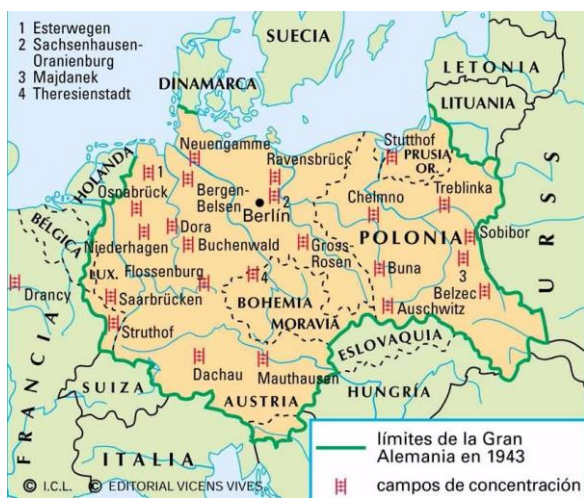 1 Esterwegen
2 Sachsenhausen-
Oranienburg
3 Majdanek
4 Theresienstadt
SUECIA
LETONIA
DINAMARCA
LITUANIA
Neuengamme
Ravensbrück
Stutthof
PRUSIA
OR.
HOLANDA
1
Osnabrück
Bergen-
Belsen
2
Berlín
Chelmno
Treblinka
BÉLGICA
Niederhagen
Dora
Buchenwald
Gross
Rosen
POLONIA
Sobibor
URSS
LUX.
Flossenburg
4
Buna
3
Drancy
Saarbrücken
BOHEMIA
MORAVIA
Belzec
Auschwitz
Struthof
ESLOVAQUIA
FRANCIA
Dachau
Mauthausen
SUIZA
AUSTRIA
HUNGRÍA
ITALIA
límites de la Gran
Alemania en 1943
campos de concentración
© I.C.L. © EDITORIAL VICENS VIVES